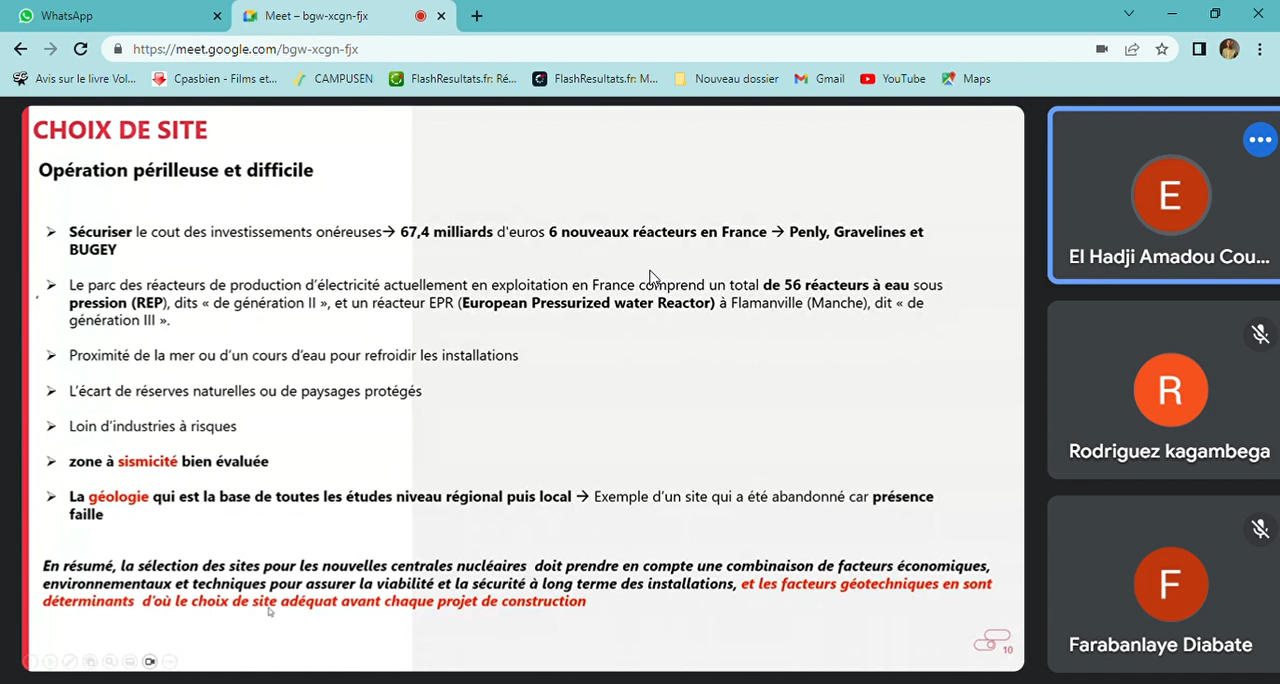 WhatsApp
Meet – bgw-xcgn-fjx
https://meet.google.com/bgw-xcgn-fjx
Avis sur le livre Vol...
Cpasbien - Films et...
CAMPUSEN
FlashResultats.fr: Ré...
FlashResultats.fr: M...
Nouveau dossier
Gmail
YouTube
Maps
CHOIX DE SITE
Opération périlleuse et difficile
➢ Sécuriser le cout des investissements onéreuses→ 67,4 milliards d'euros 6 nouveaux réacteurs en France → Penly, Gravelines et
BUGEY
➢ Le parc des réacteurs de production d'électricité actuellement en exploitation en France comprend un total de 56 réacteurs à eau sous
pression (REP), dits « de génération II », et un réacteur EPR (European Pressurized water Reactor) à Flamanville (Manche), dit « de
génération III ».
➢ Proximité de la mer ou d'un cours d'eau pour refroidir les installations
➢ L'écart de réserves naturelles ou de paysages protégés
➢ Loin d'industries à risques
➢ zone à sismicité bien évaluée
➢ La géologie qui est la base de toutes les études niveau régional puis local → Exemple d'un site qui a été abandonné car présence
faille
En résumé, la sélection des sites pour les nouvelles centrales nucléaires doit prendre en compte une combinaison de facteurs économiques,
environnementaux et techniques pour assurer la viabilité et la sécurité à long terme des installations, et les facteurs géotechniques en sont
déterminants d'où le choix de site adéquat avant chaque projet de construction
10
E
El Hadji Amadou Cou...
R
Rodriguez kagambega
F
Farabanlaye Diabate